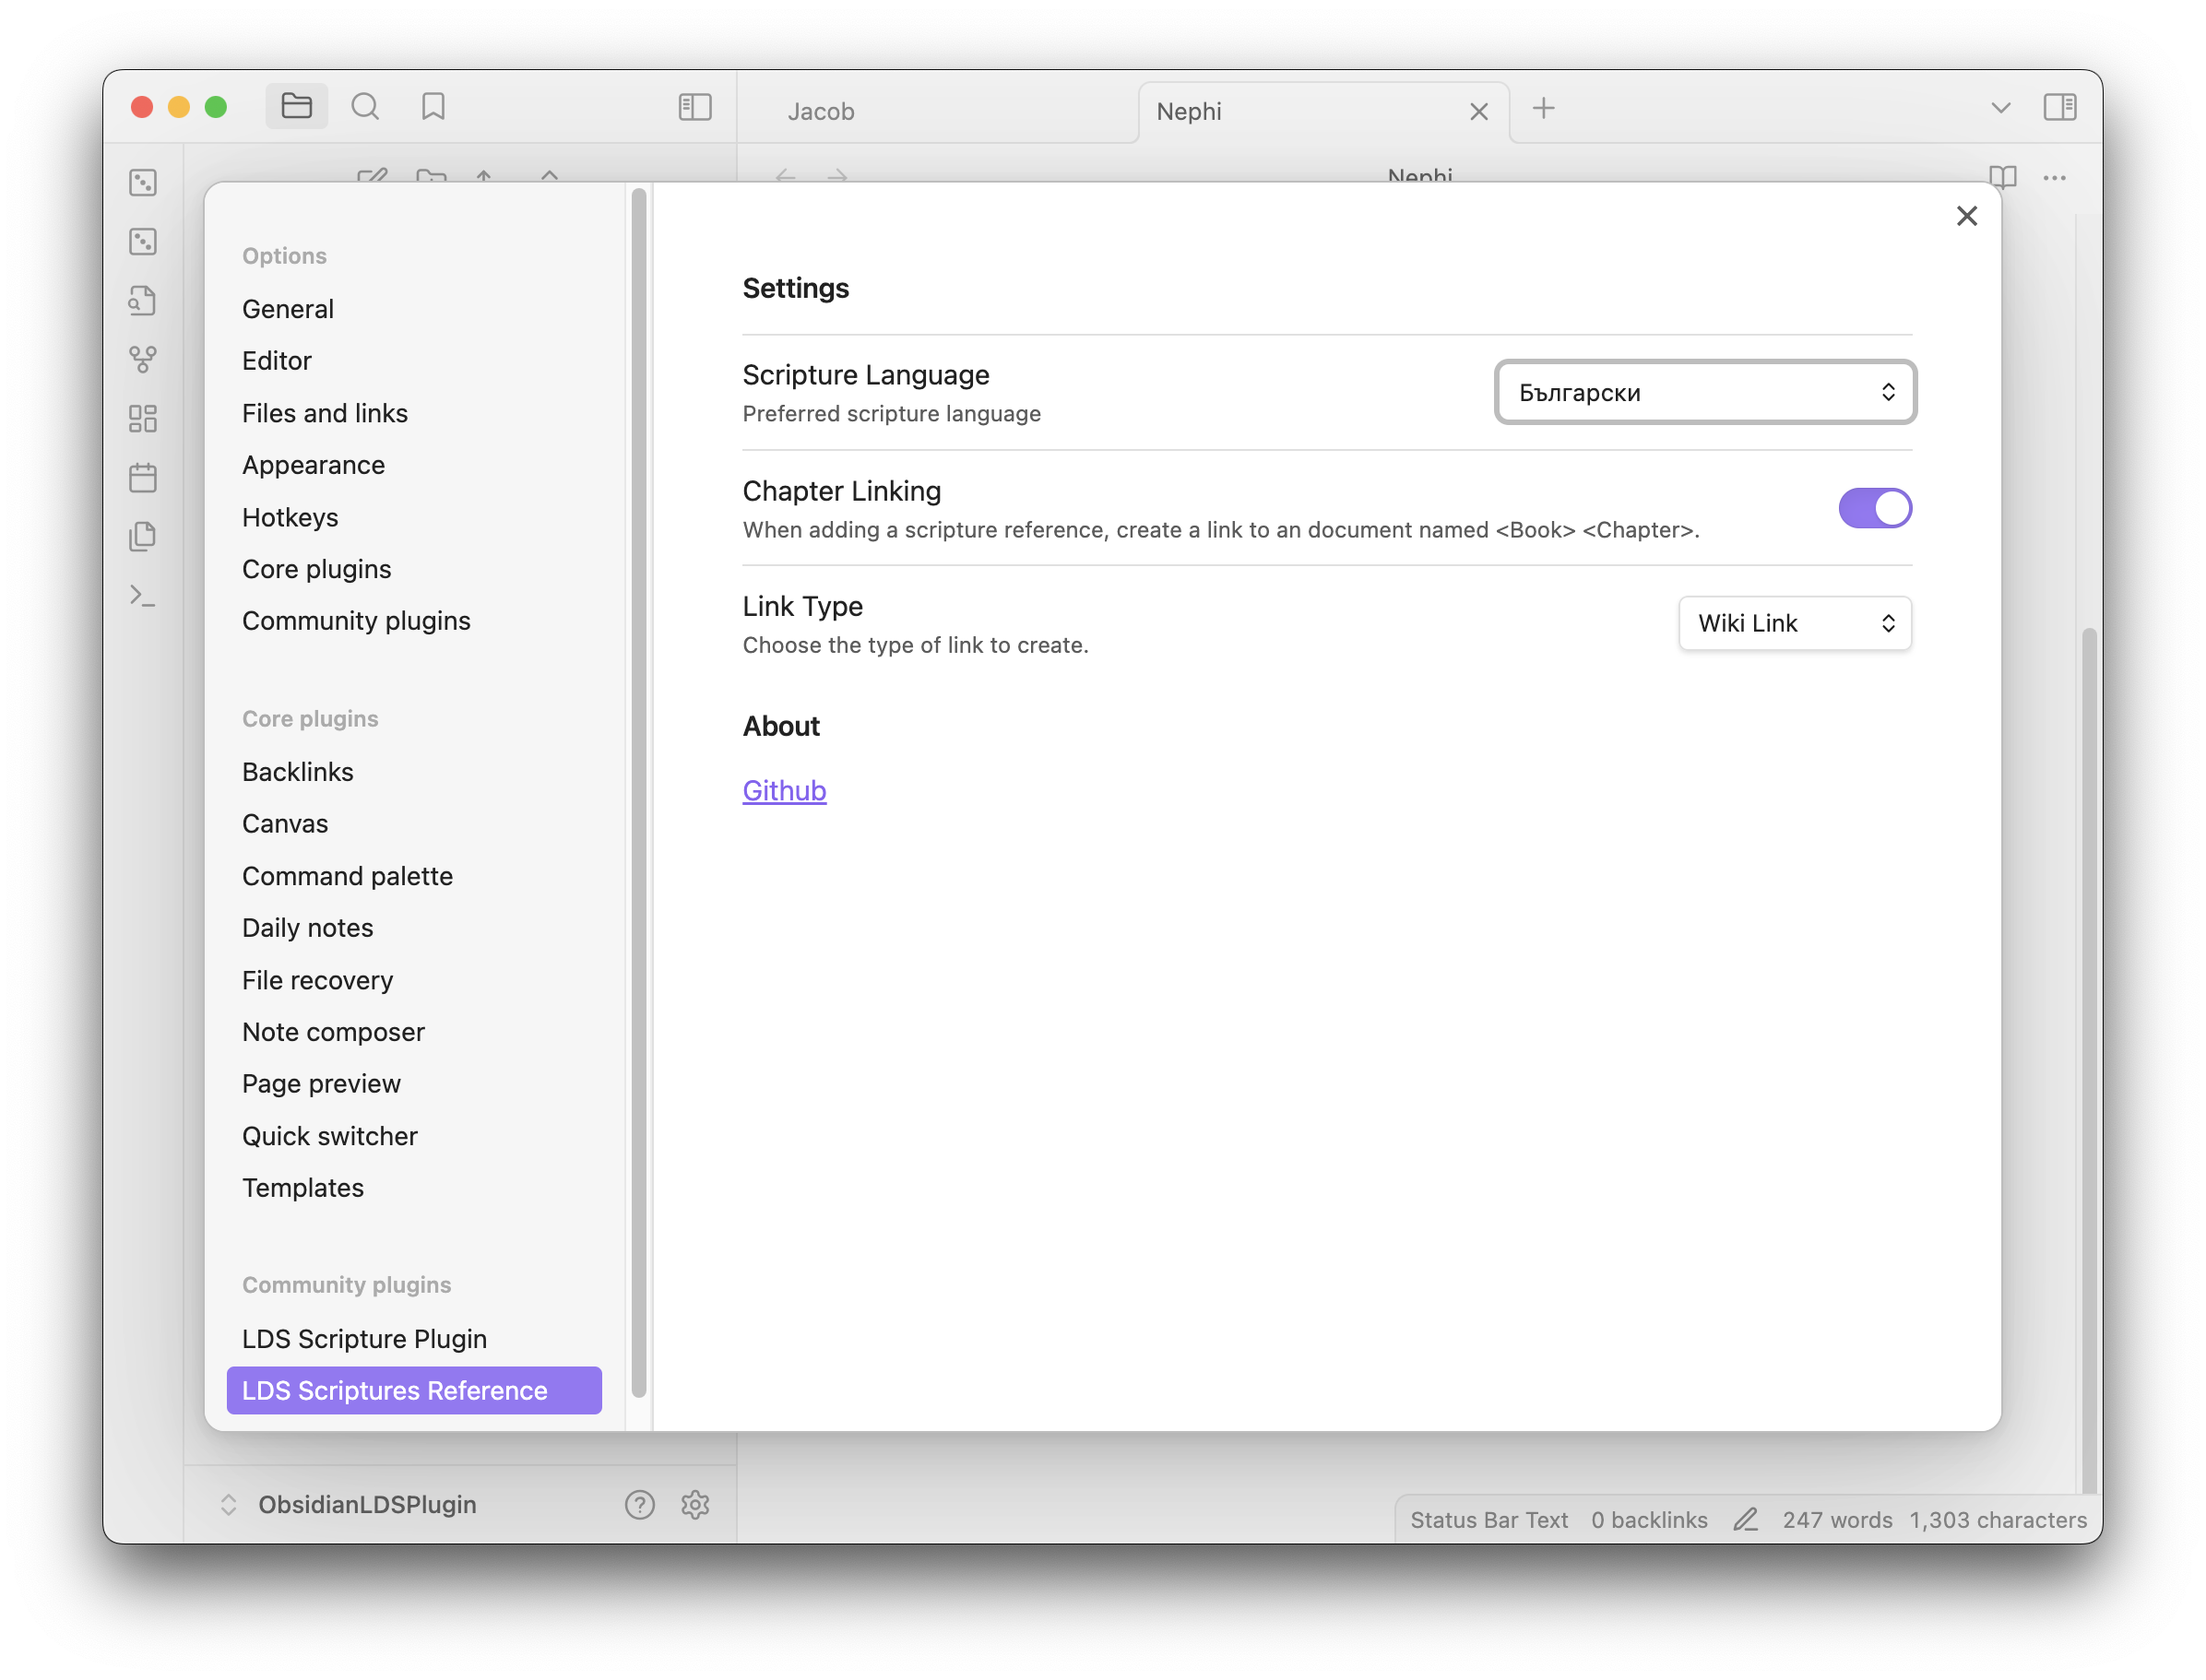 Jacob
Nephi
Nephi
Options
General
Editor
Files and links
Appearance
Hotkeys
Core plugins
Community plugins
Core plugins
Backlinks
Canvas
Command palette
Daily notes
File recovery
Note composer
Page preview
Quick switcher
Templates
Community plugins
LDS Scripture Plugin
LDS Scriptures Reference
Settings
Scripture Language
Preferred scripture language
Български
Chapter Linking
When adding a scripture reference, create a link to an document named <Book> <Chapter>.
Link Type
Choose the type of link to create.
Wiki Link
About
Github
ObsidianLDSPlugin
Status Bar Text 0 backlinks 247 words 1,303 characters